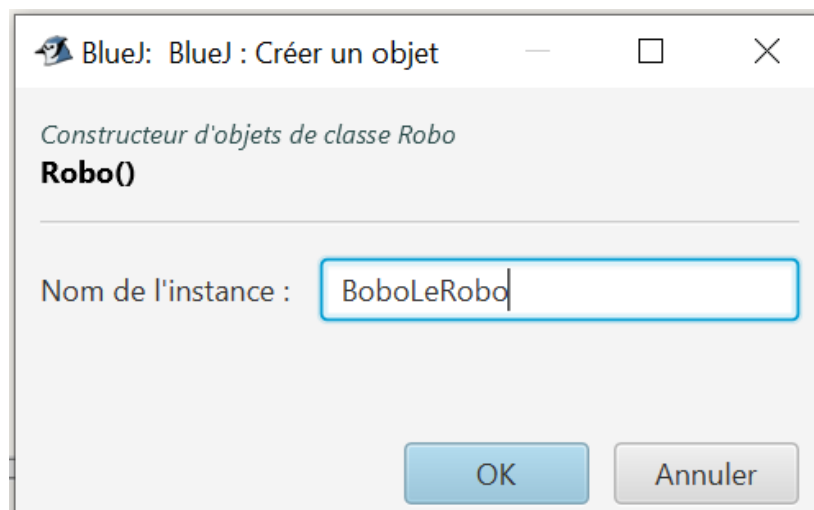 BlueJ: BlueJ : Créer un objet
Constructeur d'objets de classe Robo
Robo()
Nom de l'instance : BoboLeRobo
OK Annuler